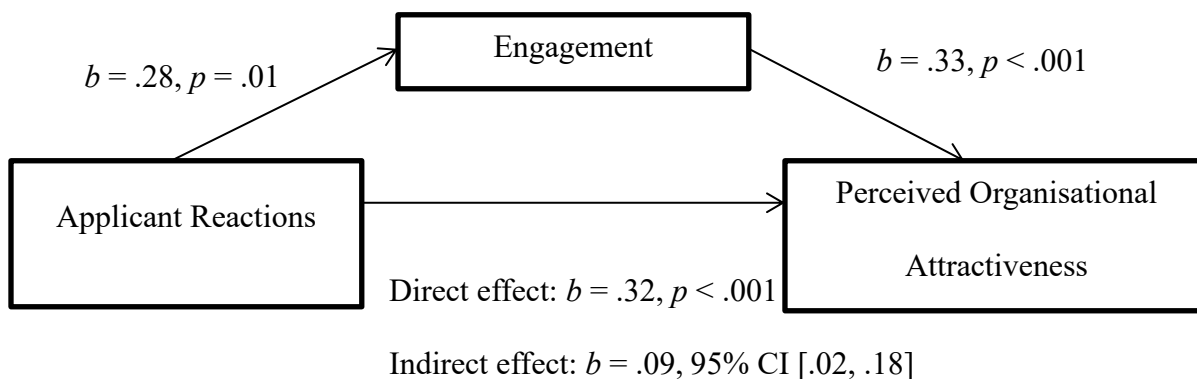 Engagement
b = .28, p = .01
b = .33, p < .001
Applicant Reactions
Perceived Organisational
Attractiveness
Direct effect: b = .32, p < .001
Indirect effect: b = .09, 95% CI [.02, .18]